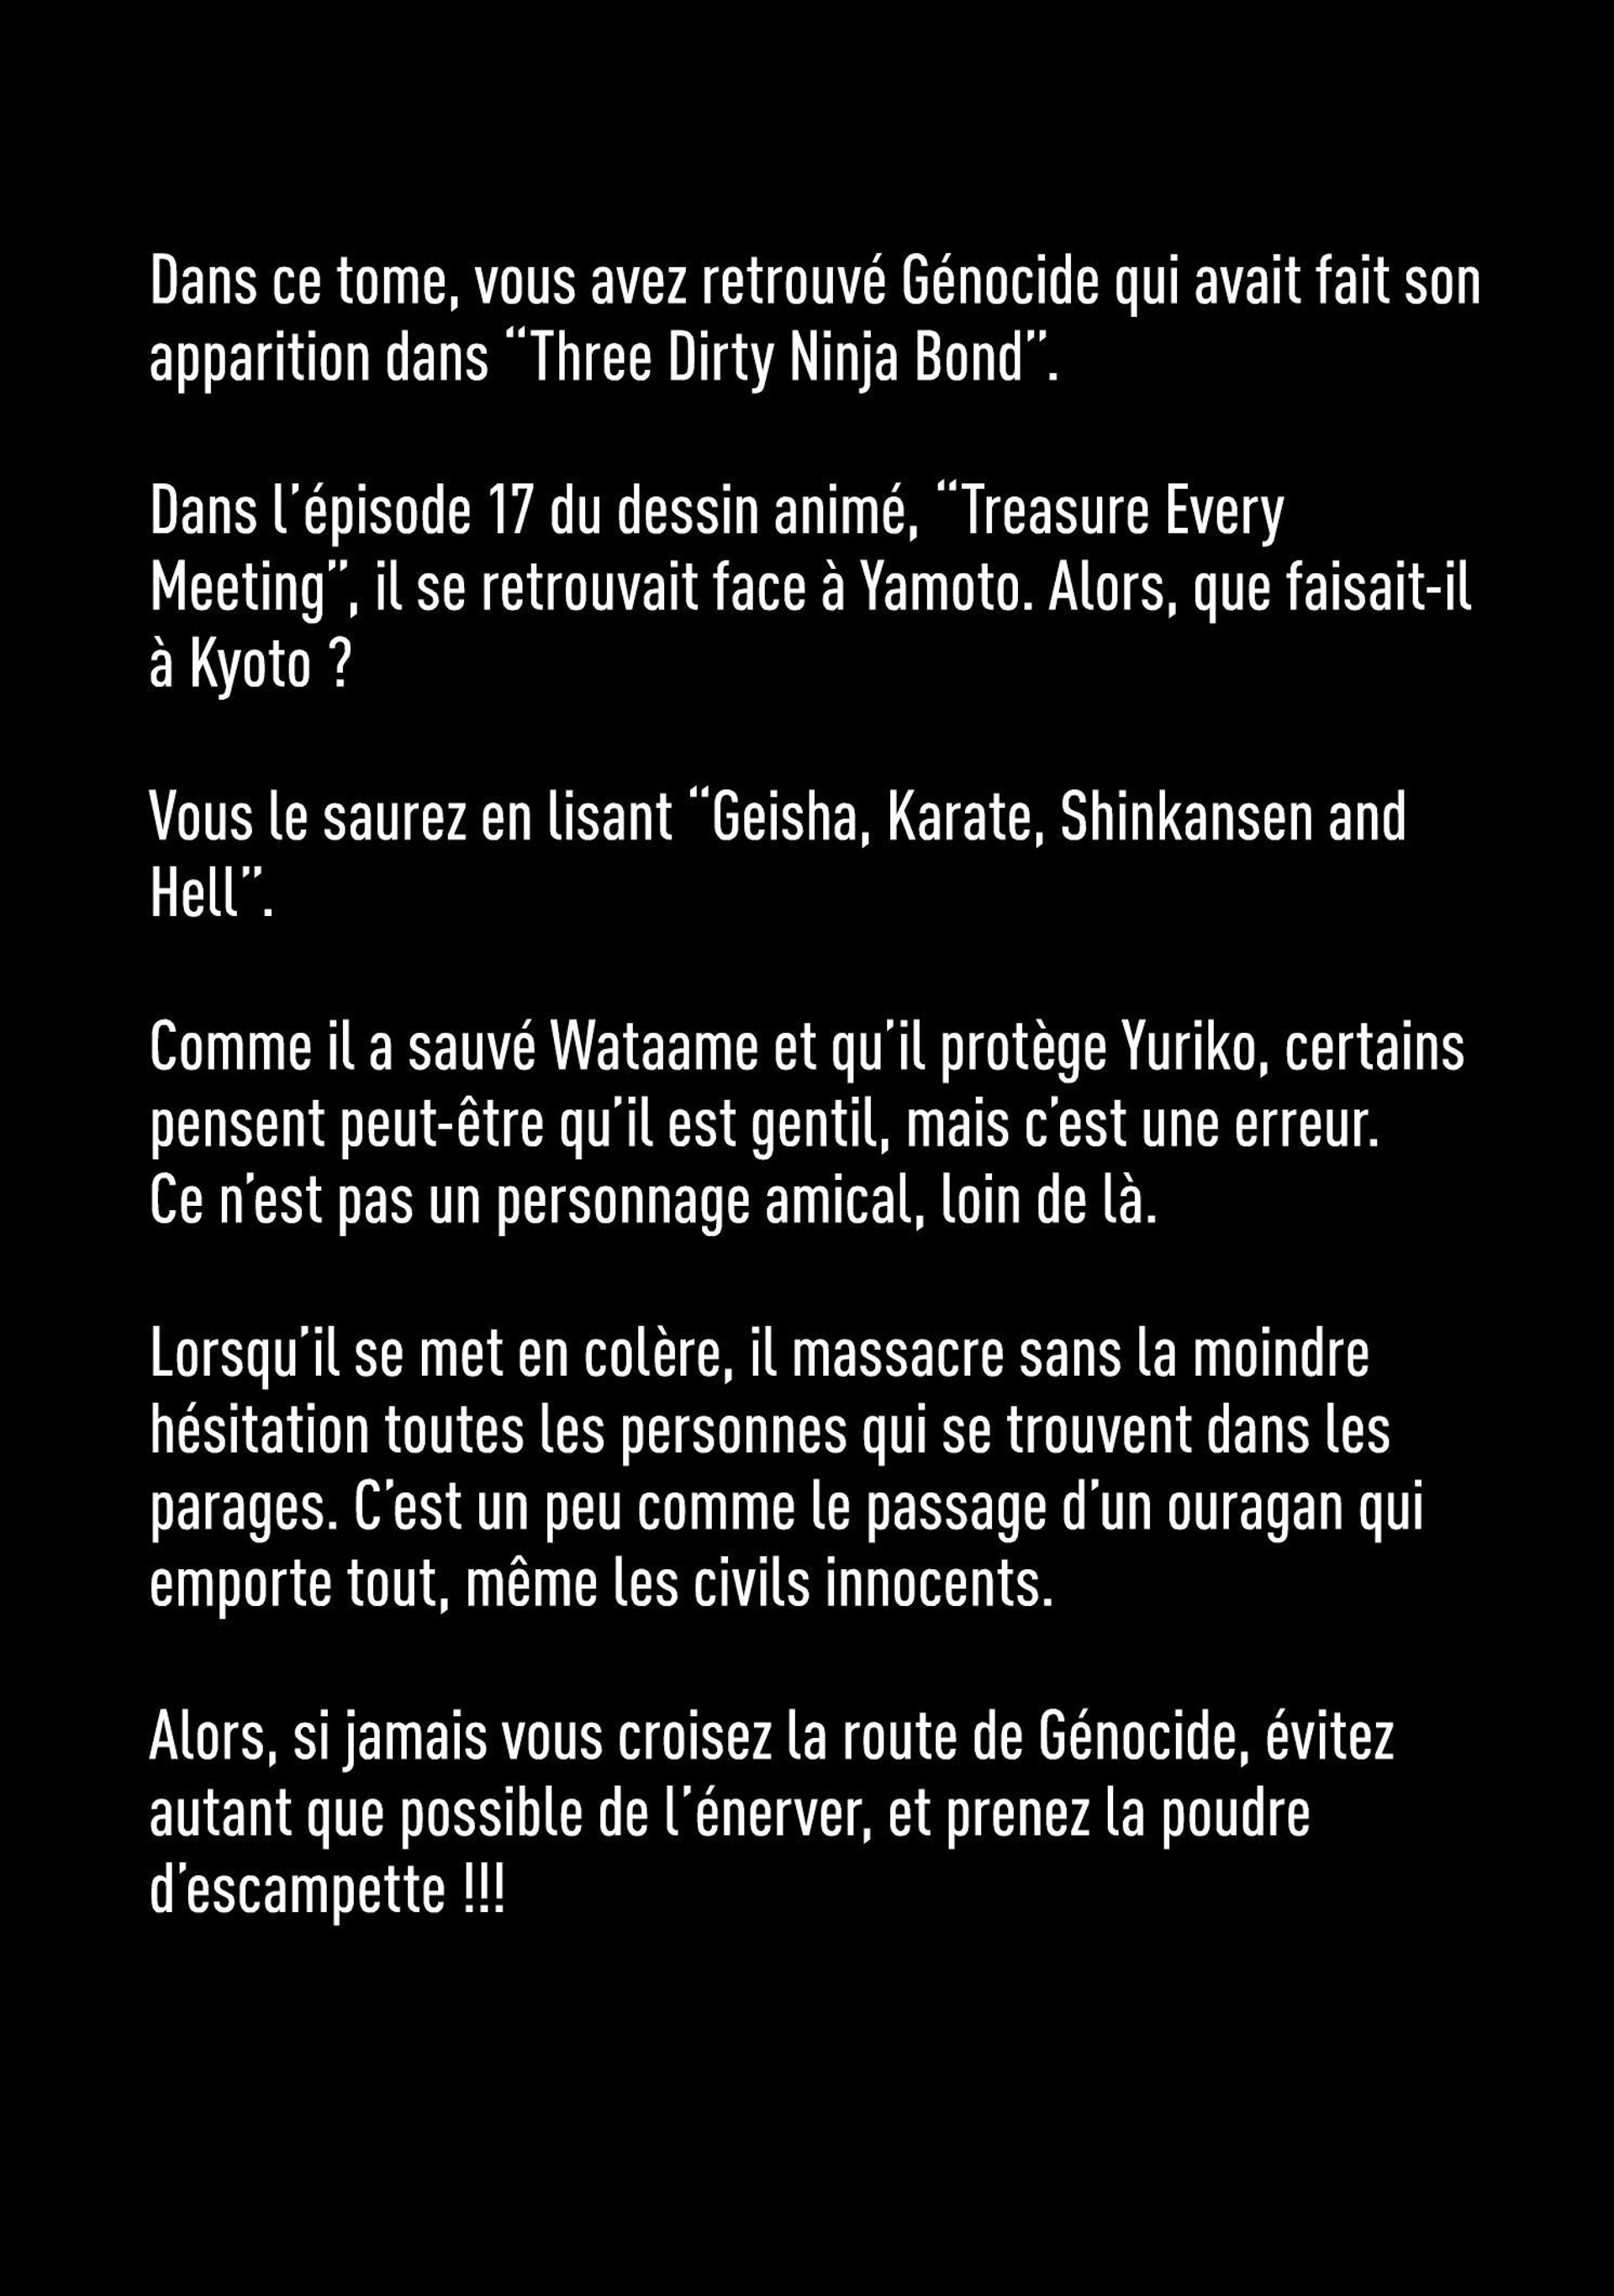 Dans ce tome, vous avez retrouvé Génocide qui avait fait son
apparition dans “Three Dirty Ninja Bond”.
Dans l’épisode 17 du dessin animé, “Treasure Every
Meeting”, il se retrouvait face à Yamoto. Alors, que faisait-il
à Kyoto ?
Vous le saurez en lisant “Geisha, Karate, Shinkansen and
Hell”.
Comme il a sauvé Wataame et qu’il protège Yuriko, certains
pensent peut-être qu’il est gentil, mais c’est une erreur.
Ce n’est pas un personnage amical, loin de là.
Lorsqu’il se met en colère, il massacre sans la moindre
hésitation toutes les personnes qui se trouvent dans les
parages. C’est un peu comme le passage d’un ouragan qui
emporte tout, même les civils innocents.
Alors, si jamais vous croisez la route de Génocide, évitez
autant que possible de l’énerver, et prenez la poudre
d’escampette !!!